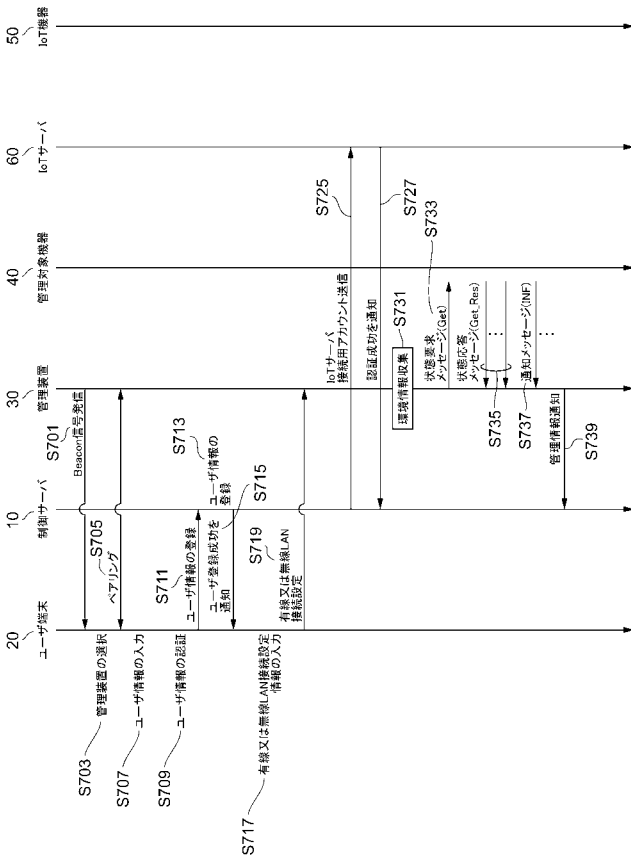 20
ユーザ端末
10
制御サーバ
30
管理装置
40
管理対象機器
60
IoTサーバ
50
IoT機器
S701
Beacon信号発信
S703
管理装置の選択
S705
ペアリング
S707
ユーザ情報の入力
S709
ユーザ情報の認証
S711
ユーザ情報の登録
S713
ユーザ情報の
登録
S715
ユーザ登録成功を
通知
S717
有線又は無線LAN接続設定
情報の入力
S719
有線又は無線LAN
接続設定
S725
IoTサーバ
接続用アカウント送信
S727
認証成功を通知
S731
環境情報収集
S733
状態要求
メッセージ(Get)
状態応答
メッセージ(Get_Res)
S735
S737
通知メッセージ(INF)
管理情報通知
S739